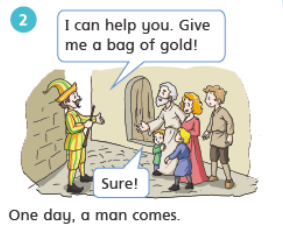 2
I can help you. Give
me a bag of gold!
Sure!
One day, a man comes.